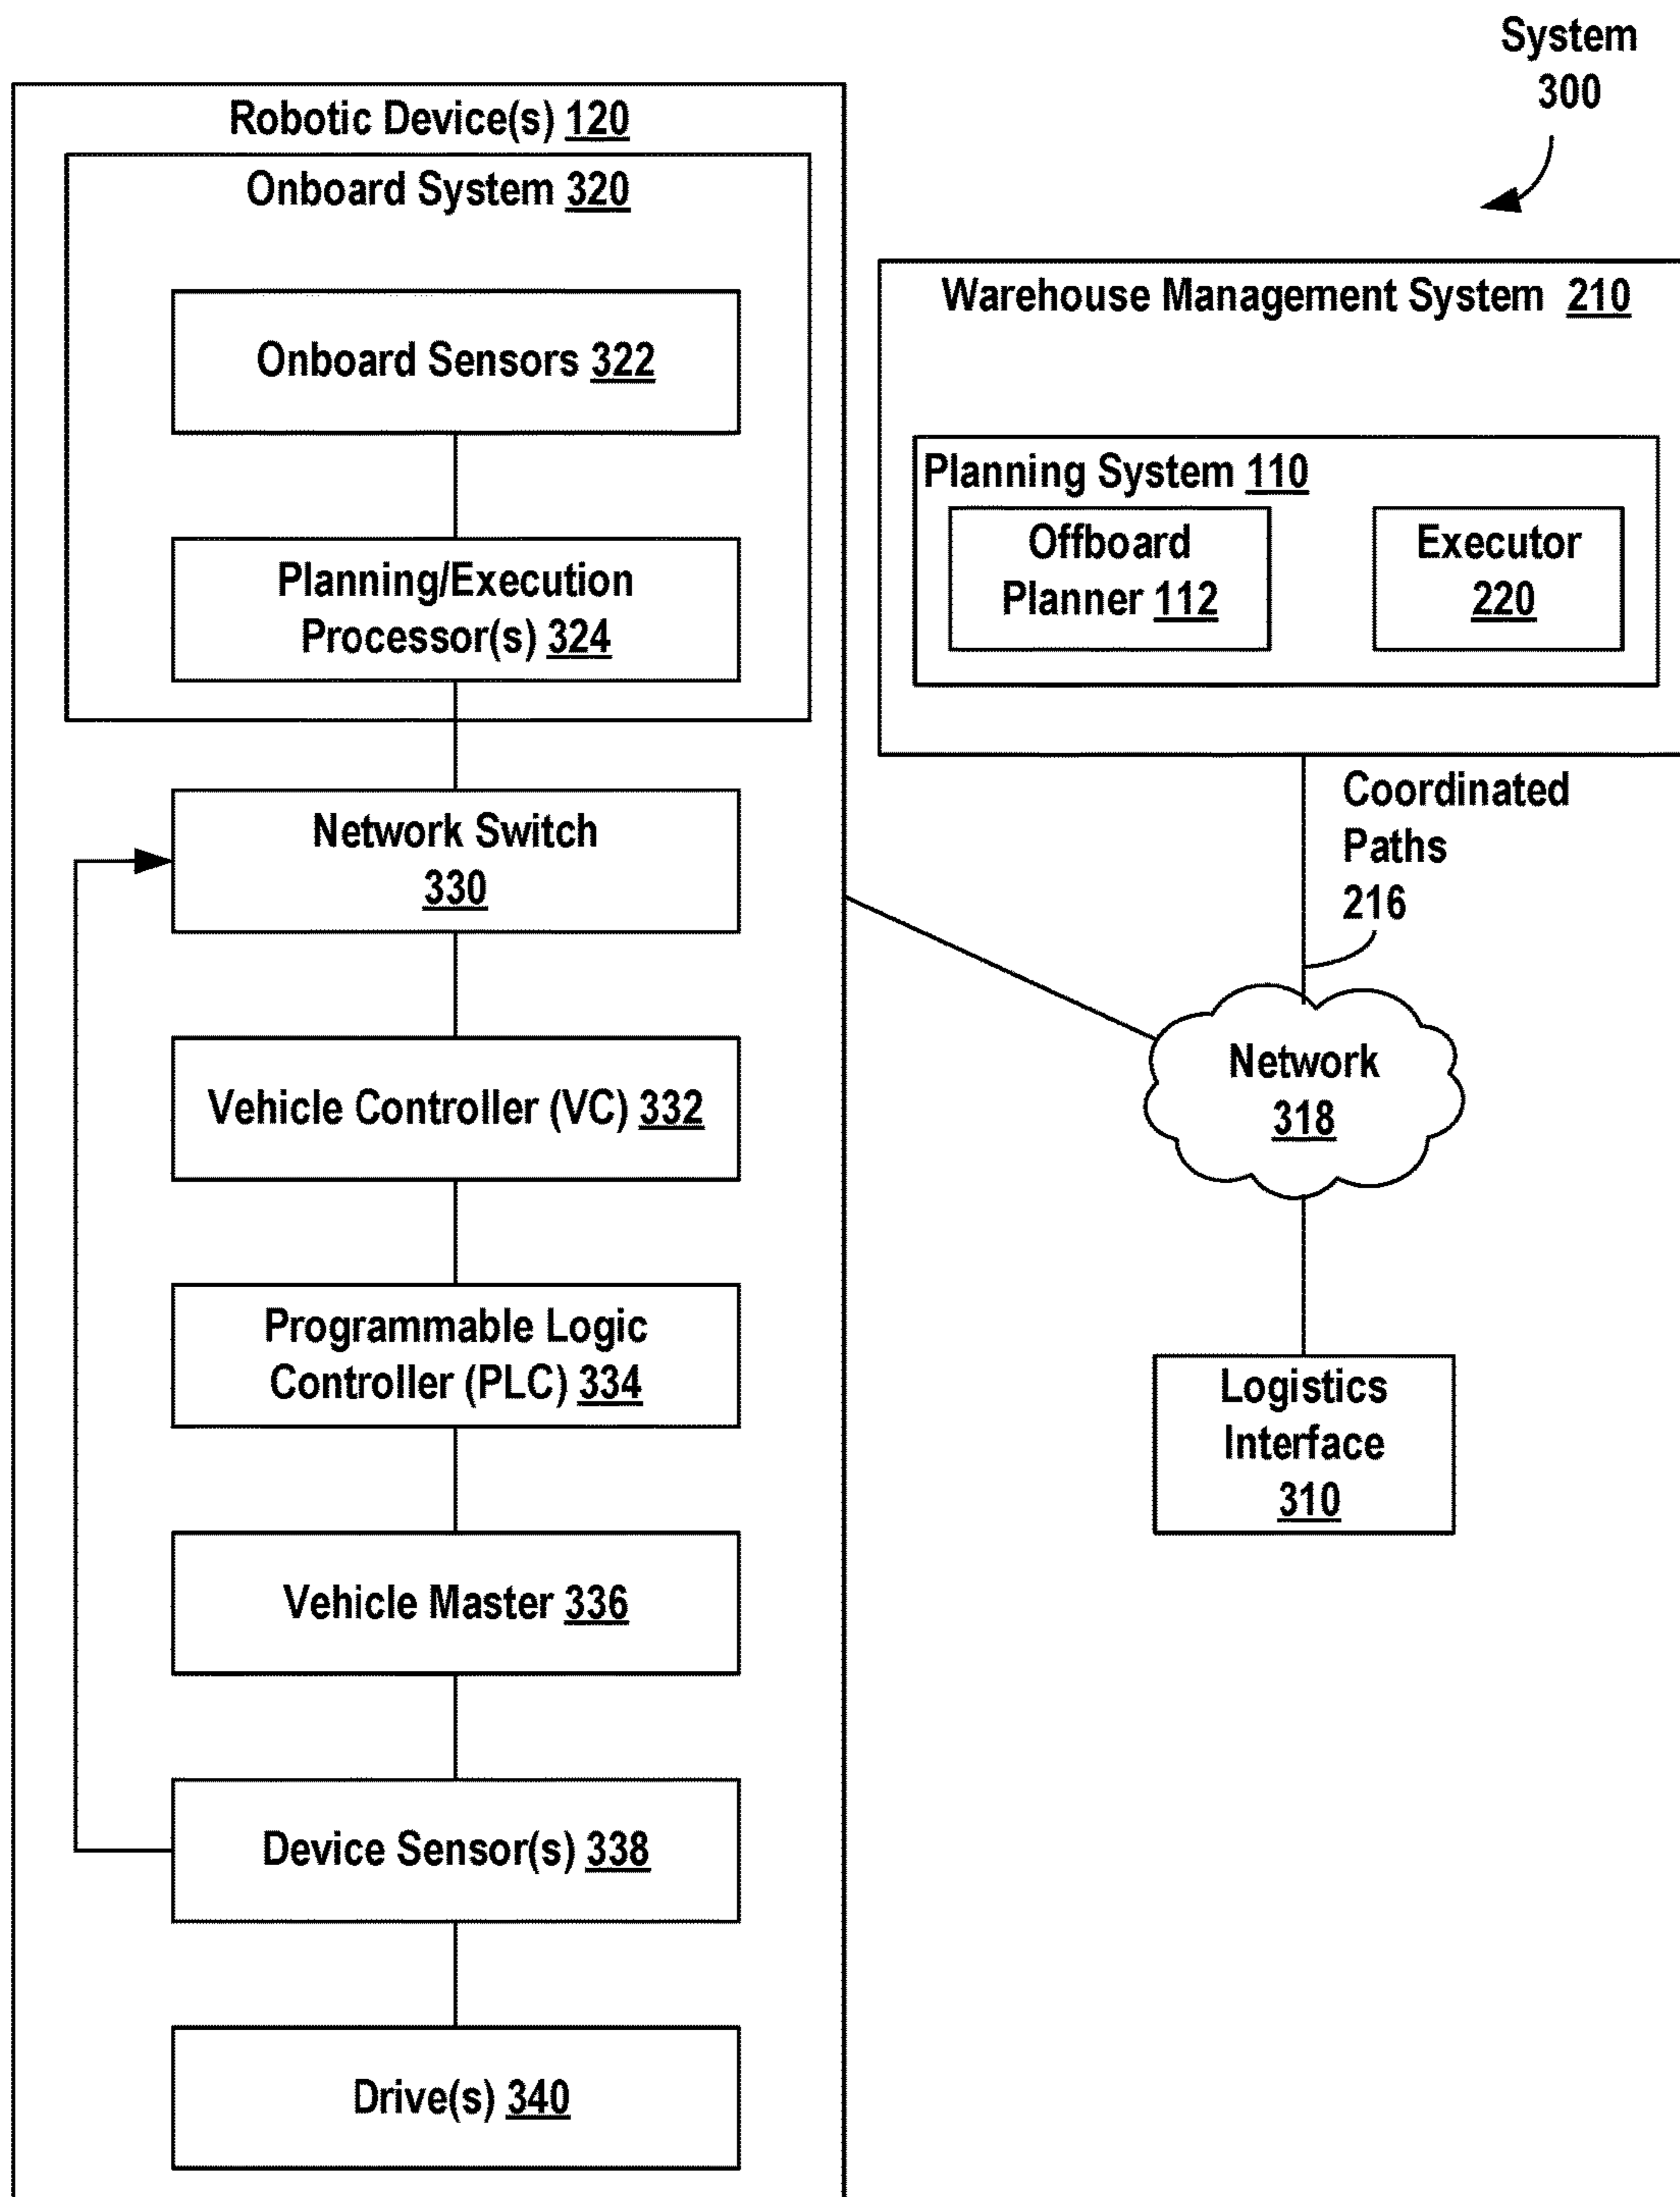 System
300
Robotic Device(s) 120
Onboard System 320
Onboard Sensors 322
Planning/Execution
Processor(s) 324
Network Switch
330
Vehicle Controller (VC) 332
Programmable Logic
Controller (PLC) 334
Vehicle Master 336
Device Sensor(s) 338
Drive(s) 340
Warehouse Management System 210
Planning System 110
Offboard
Planner 112
Executor
220
Coordinated
Paths
216
Network
318
Logistics
Interface
310